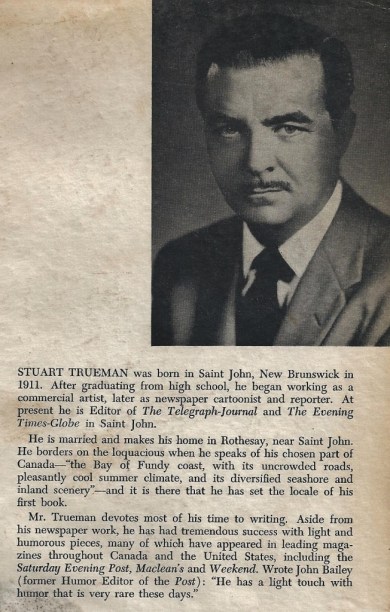 STUART TRUEMAN was born in Saint John, New Brunswick in
1911. After graduating from high school, he began working as a
commercial artist, later as newspaper cartoonist and reporter. At
present he is Editor of The Telegraph-Journal and The Evening
Times-Globe in Saint John.
He is married and makes his home in Rothesay, near Saint John.
He borders on the loquacious when he speaks of his chosen part of
Canada—"the Bay of Fundy coast, with its uncrowded roads,
pleasantly cool summer climate, and its diversified seashore and
inland scenery"—and it is there that he has set the locale of his
first book.
Mr. Trueman devotes most of his time to writing. Aside from
his newspaper work, he has had tremendous success with light and
humorous pieces, many of which have appeared in leading maga-
zines throughout Canada and the United States, including the
Saturday Evening Post, Maclean's and Weekend. Wrote John Bailey
(former Humor Editor of the Post): "He has a light touch with
humor that is very rare these days."